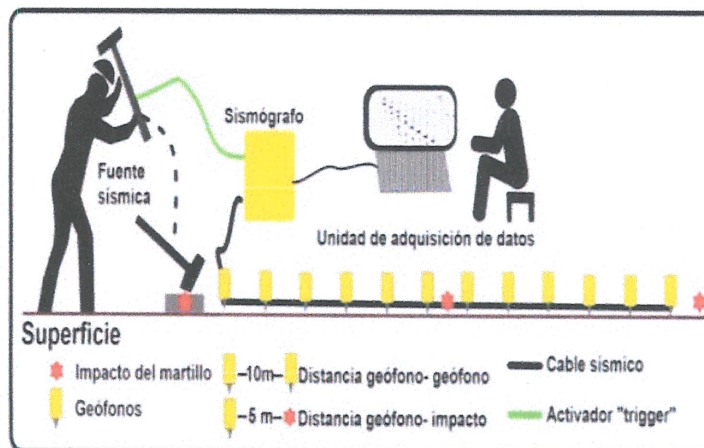 Sismógrafo
Fuente
sísmica
Unidad de adquisición de datos
Superficie
Impacto del martillo
Geófonos
–10m– Distancia geófono- geófono
–5 m– Distancia geófono- impacto
Cable sísmico
Activador "trigger"